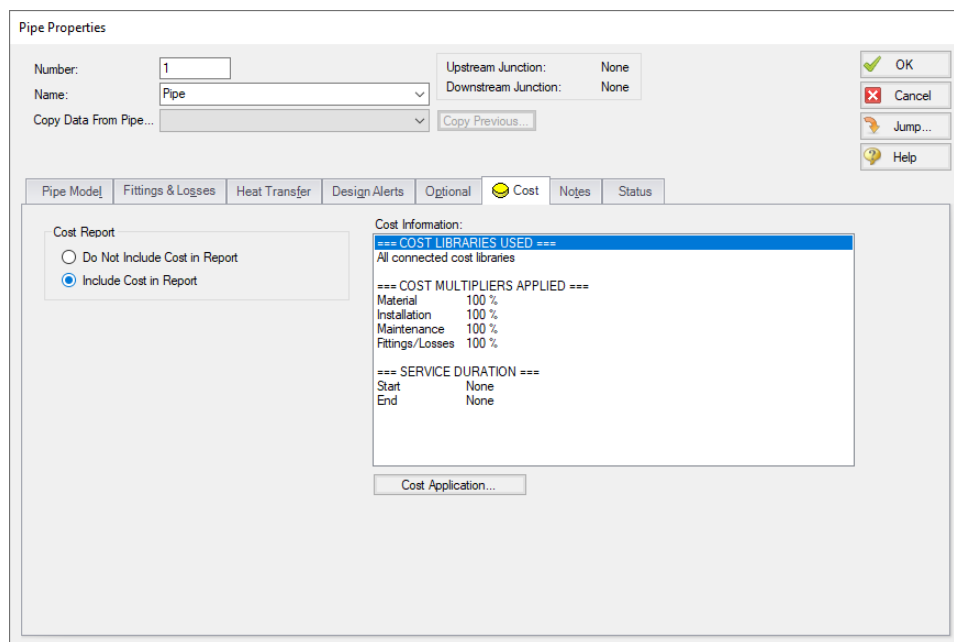 Pipe Properties
Number: 1
Name: Pipe
Copy Data From Pipe... Copy Previous...
Upstream Junction: None
Downstream Junction: None
OK
Cancel
Jump...
Help
Pipe Model Fittings & Losses Heat Transfer Design Alerts Optional Cost Notes Status
Cost Report
Do Not Include Cost in Report
Include Cost in Report
Cost Information:
=== COST LIBRARIES USED ===
All connected cost libraries
=== COST MULTIPLIERS APPLIED ===
Material 100 %
Installation 100 %
Maintenance 100 %
Fittings/Losses 100 %
=== SERVICE DURATION ===
Start None
End None
Cost Application...